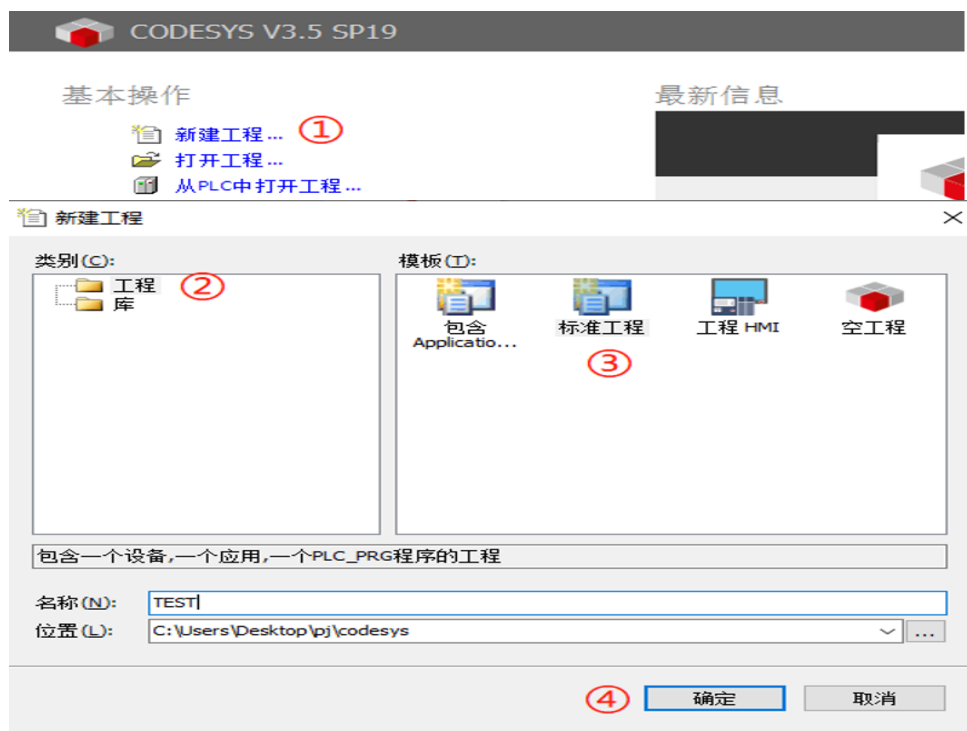 CODESYS V3.5 SP19
基本操作
最新信息
新建工程... ①
打开工程...
从PLC中打开工程...
新建工程
类别(C):
模板(T):
工程 ②
库
包含
Applicatio...
标准工程
工程 HMI
空工程
③
包含一个设备,一个应用,一个PLC_PRG程序的工程
名称(N): TEST
位置(L): C:\Users\Desktop\pj\codesys ...
④ 确定 取消